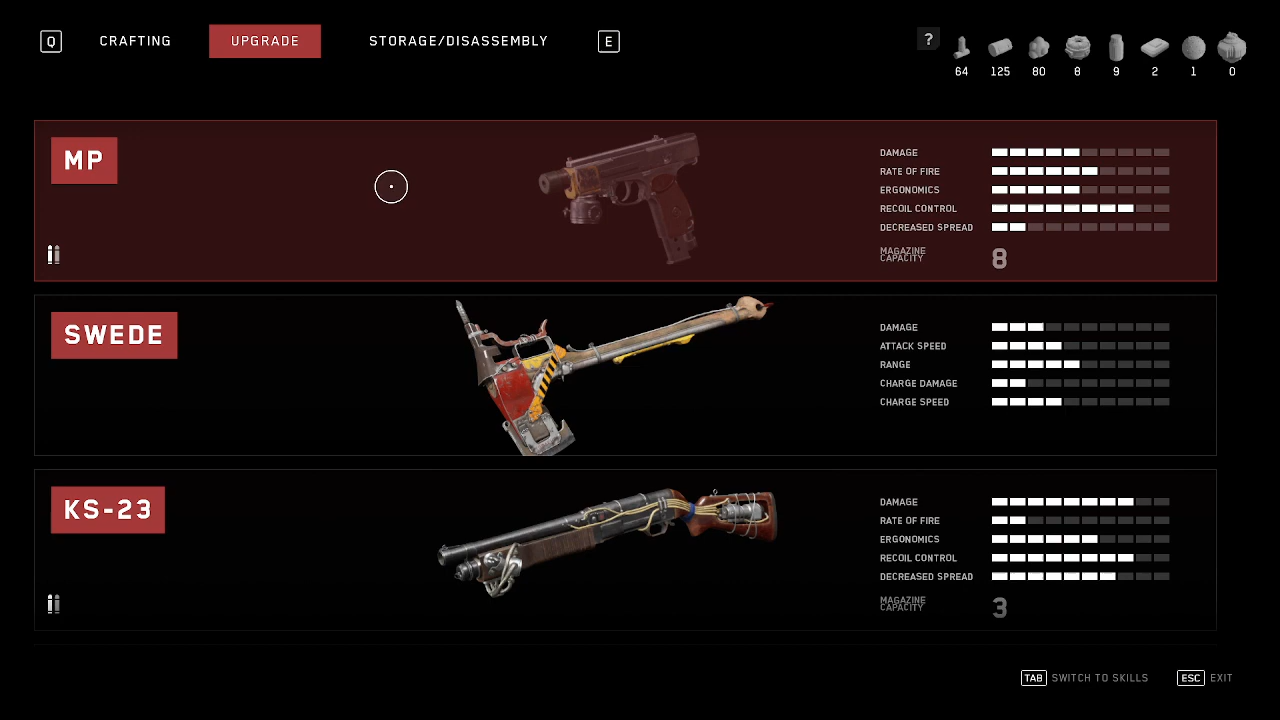 Q CRAFTING UPGRADE STORAGE/DISASSEMBLY E ?
64 125 80 8 9 2 1 0
MP
DAMAGE
RATE OF FIRE
ERGONOMICS
RECOIL CONTROL
DECREASED SPREAD
MAGAZINE
CAPACITY
8
SWEDE
DAMAGE
ATTACK SPEED
RANGE
CHARGE DAMAGE
CHARGE SPEED
KS-23
DAMAGE
RATE OF FIRE
ERGONOMICS
RECOIL CONTROL
DECREASED SPREAD
MAGAZINE
CAPACITY
3
TAB SWITCH TO SKILLS ESC EXIT